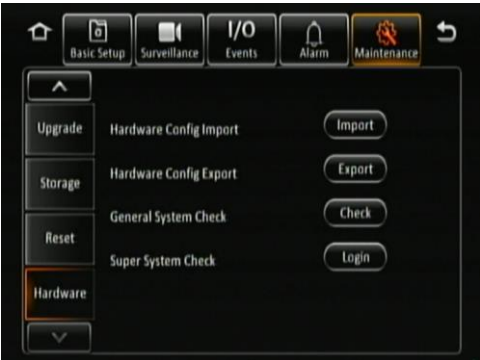 I/O
Basic Setup
Surveillance
Events
Alarm
Maintenance
Upgrade
Hardware Config Import
Import
Storage
Hardware Config Export
Export
General System Check
Check
Reset
Super System Check
Login
Hardware